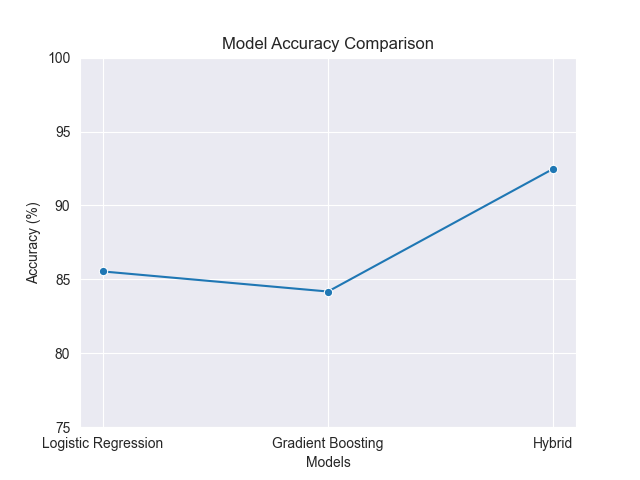 Model Accuracy Comparison
100
95
90
85
80
75
Accuracy (%)
Logistic Regression
Gradient Boosting
Hybrid
Models